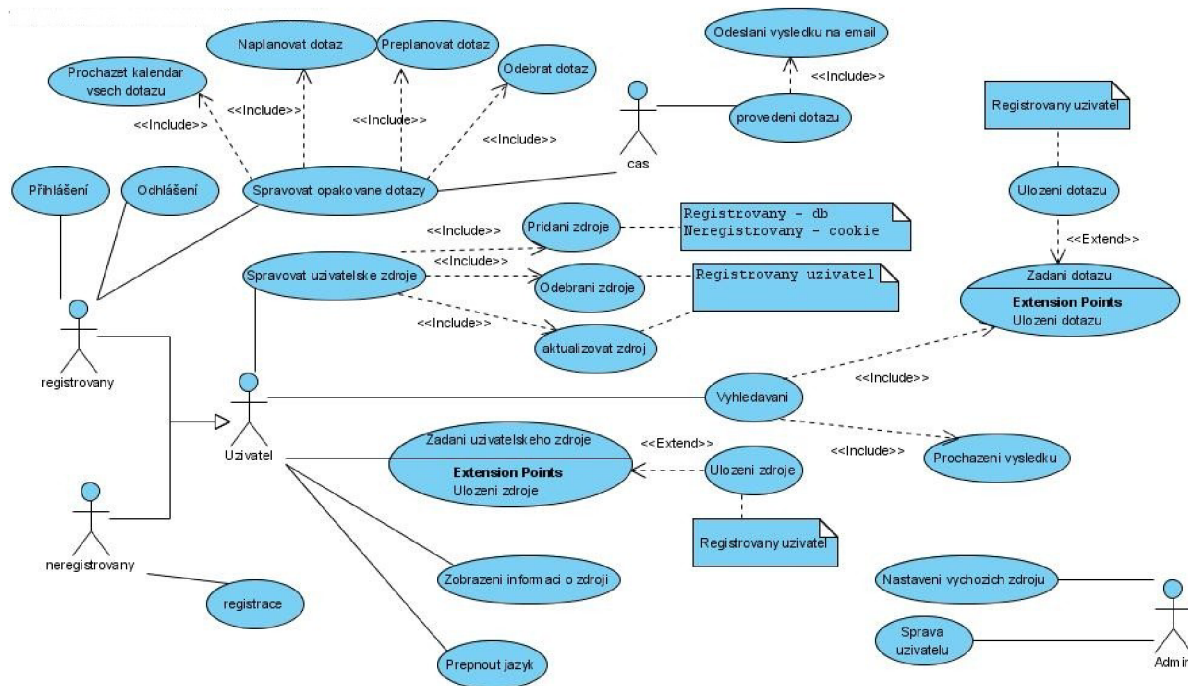 Naplanovat dotaz
Preplanovat dotaz
Odeslani vysledku na email
Prochazet kalendar
vsech dotazu
Odebrat dotaz
<<Include>>
<<Include>>
<<Include>>
<<Include>>
<<Include>>
Registrovany uzivatel
provedeni dotazu
cas
Přihlášení
Odhlášení
Spravovat opakovane dotazy
Ulozeni dotazu
<<Include>>
Pridani zdroje
Registrovany - db
Neregistrovany - cookie
<<Extend>>
<<Include>>
Spravovat uzivatelske zdroje
Odebrani zdroje
Registrovany uzivatel
Zadani dotazu
Extension Points
Ulozeni dotazu
<<Include>>
aktualizovat zdroj
registrovany
<<Include>>
Vyhledavani
Uzivatel
Zadani uzivatelskeho zdroje
Extension Points
Ulozeni zdroje
<<Extend>>
Ulozeni zdroje
<<Include>>
Prochazeni vysledku
Registrovany uzivatel
neregistrovany
registrace
Zobrazeni informaci o zdroji
Nastaveni vychozich zdroju
Sprava
uzivatelu
Admin
Prepnout jazyk